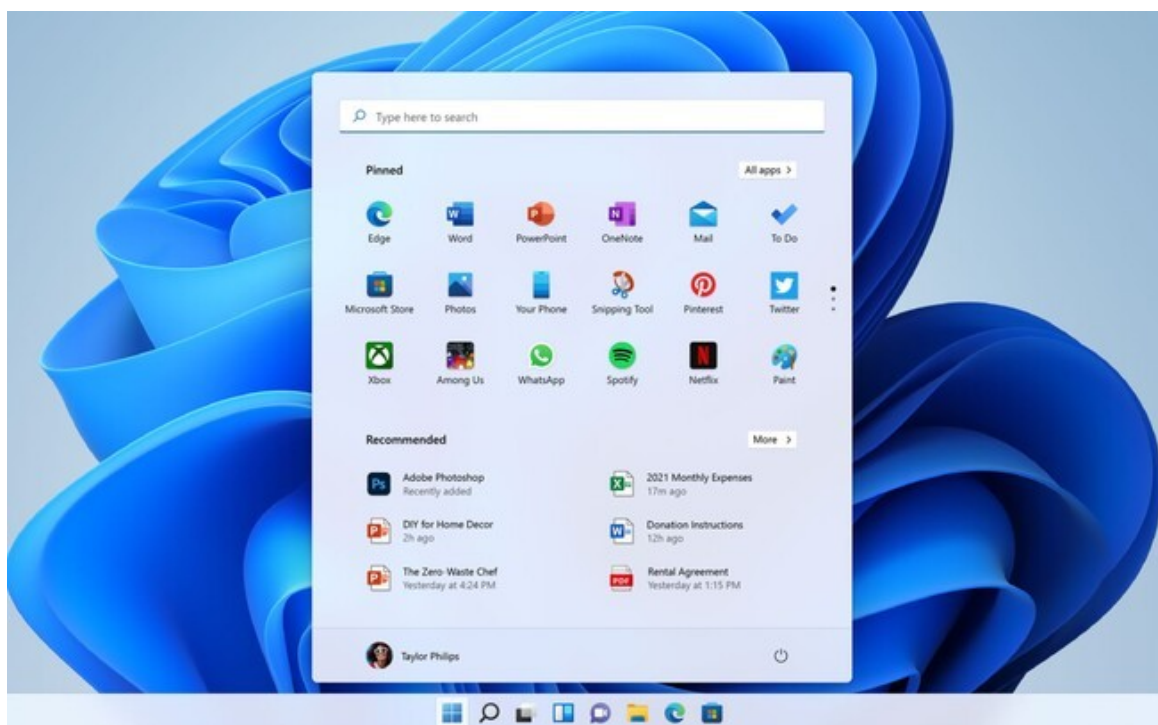 Type here to search
Pinned
All apps >
Edge
Word
PowerPoint
OneNote
Mail
To Do
Microsoft Store
Photos
Your Phone
Snipping Tool
Pinterest
Twitter
Xbox
Among Us
WhatsApp
Spotify
Netflix
Paint
Recommended
More >
Adobe Photoshop
Recently added
2021 Monthly Expenses
17m ago
DIY for Home Decor
2h ago
Donation Instructions
12h ago
The Zero-Waste Chef
Yesterday at 4:24 PM
Rental Agreement
Yesterday at 1:15 PM
Taylor Philips